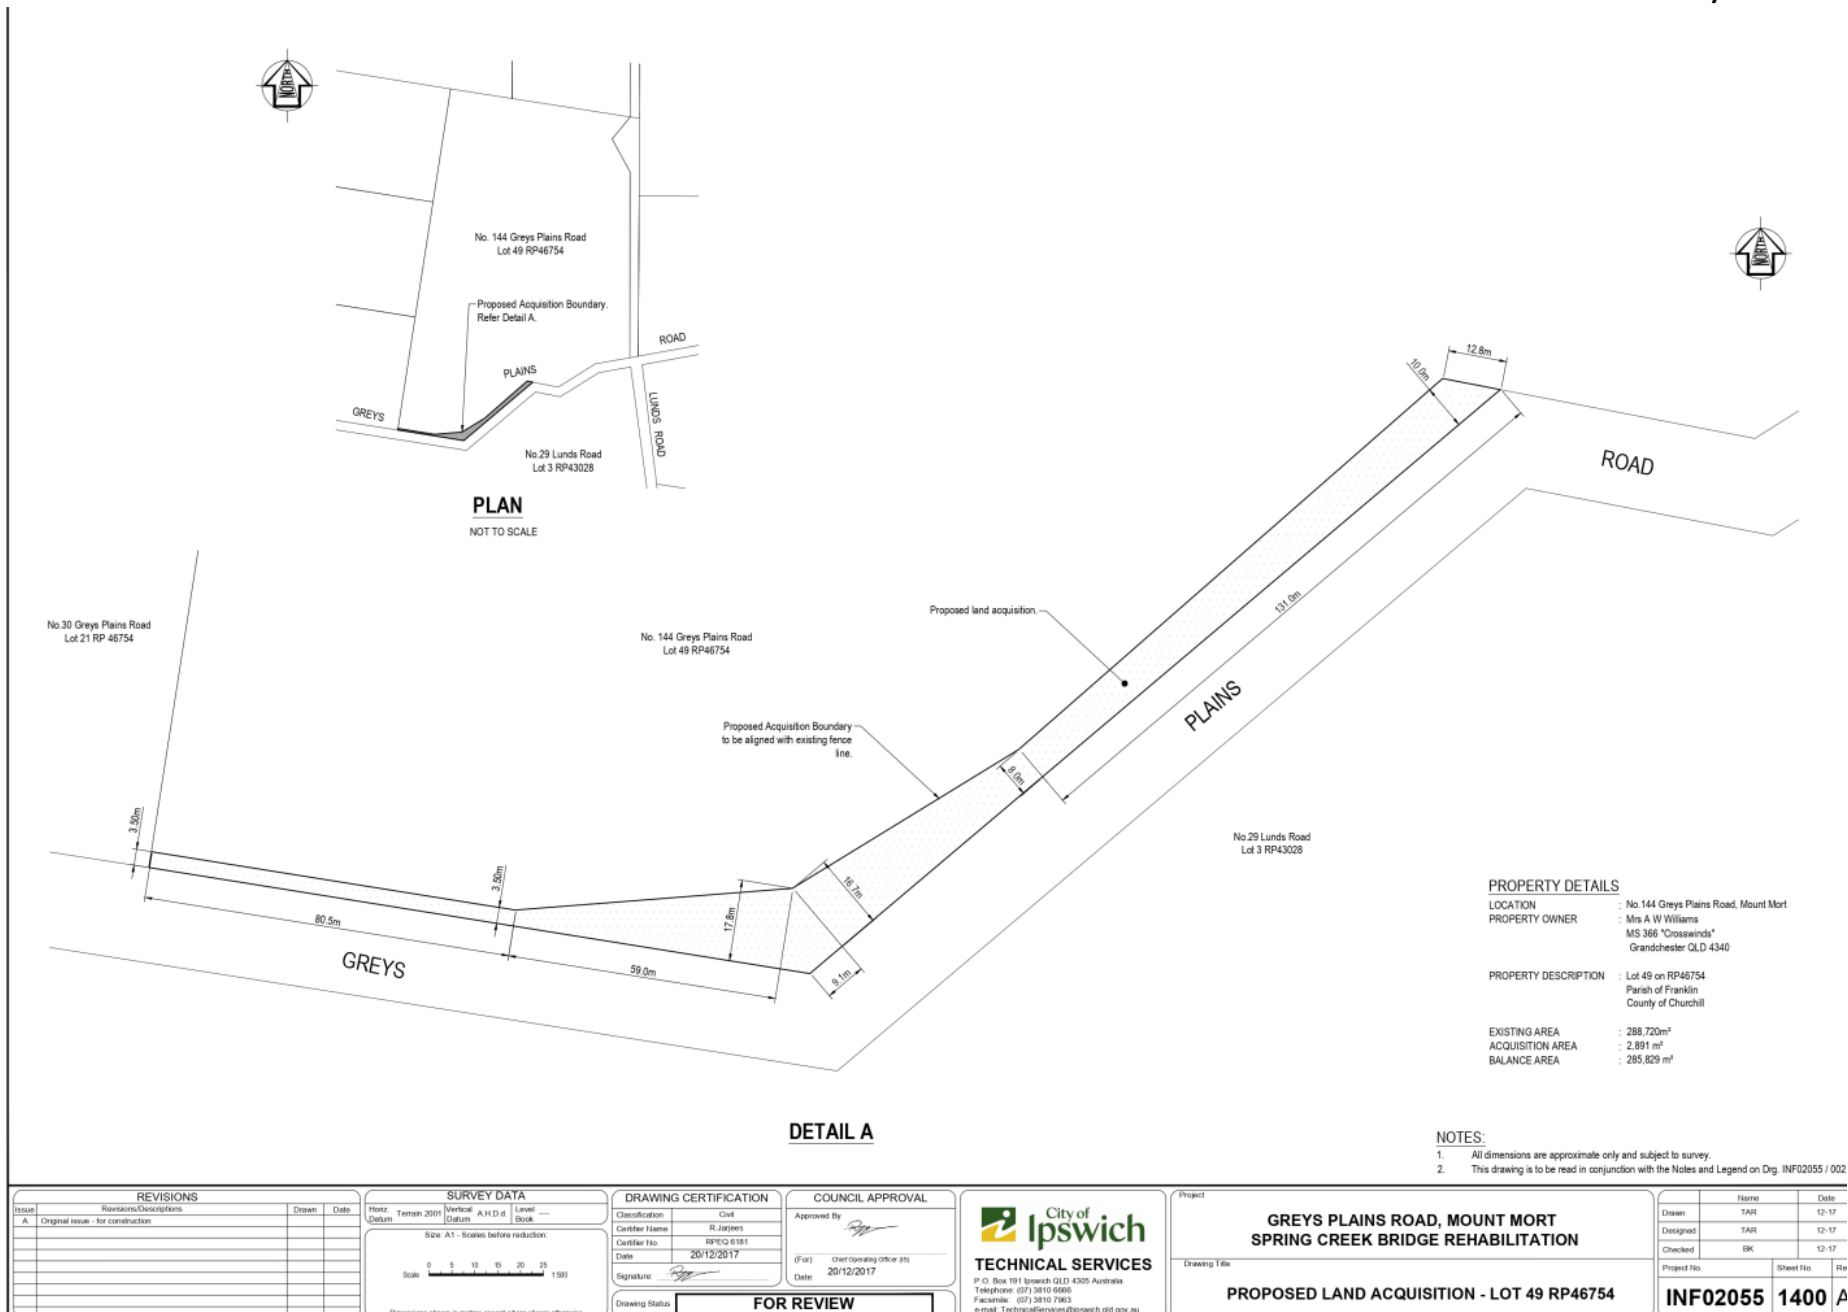 NORTH
No. 144 Greys Plains Road
Lot 49 RP46754
Proposed Acquisition Boundary.
Refer Detail A.
ROAD
PLAINS
GREYS
LUNDS ROAD
No.29 Lunds Road
Lot 3 RP43028
PLAN
NOT TO SCALE
NORTH
12.8m
10.0m
ROAD
131.0m
Proposed land acquisition.
No.30 Greys Plains Road
Lot 21 RP 46754
No. 144 Greys Plains Road
Lot 49 RP46754
PLAINS
Proposed Acquisition Boundary
to be aligned with existing fence
line.
8.0m
3.50m
No.29 Lunds Road
Lot 3 RP43028
3.50m
16.7m
17.8m
80.5m
GREYS
59.0m
9.1m
PROPERTY DETAILS
LOCATION : No.144 Greys Plains Road, Mount Mort
PROPERTY OWNER : Mrs A W Williams
MS 366 "Crosswinds"
Grandchester QLD 4340
PROPERTY DESCRIPTION : Lot 49 on RP46754
Parish of Franklin
County of Churchill
EXISTING AREA : 288,720m²
ACQUISITION AREA : 2,891 m²
BALANCE AREA : 285,829 m²
DETAIL A
NOTES:
1. All dimensions are approximate only and subject to survey.
2. This drawing is to be read in conjunction with the Notes and Legend on Drg. INF02055 / 002
REVISIONS
Issue Revisions/Descriptions Drawn Date
A Original issue - for construction
SURVEY DATA
Horiz. Datum Terrain 2001 Vertical Datum A.H.D.d. Level Book ----
Size: A1 - Scales before reduction:
Scale 0 5 10 15 20 25 1:500
DRAWING CERTIFICATION
Classification Civil
Certifier Name R.Jarjees
Certifier No. RPEQ 6181
Date 20/12/2017
Signature:
Drawing Status FOR REVIEW
COUNCIL APPROVAL
Approved By
(For) Chief Operating Officer (IS)
Date: 20/12/2017
City of
Ipswich
TECHNICAL SERVICES
P.O. Box 191 Ipswich QLD 4305 Australia
Telephone: (07) 3810 6666
Facsimile: (07) 3810 7963
e-mail: TechnicalServices@ipswich.qld.gov.au
Project
GREYS PLAINS ROAD, MOUNT MORT
SPRING CREEK BRIDGE REHABILITATION
Drawing Title
PROPOSED LAND ACQUISITION - LOT 49 RP46754
Name Date
Drawn TAR 12-17
Designed TAR 12-17
Checked BK 12-17
Project No. Sheet No.
INF02055 1400 A